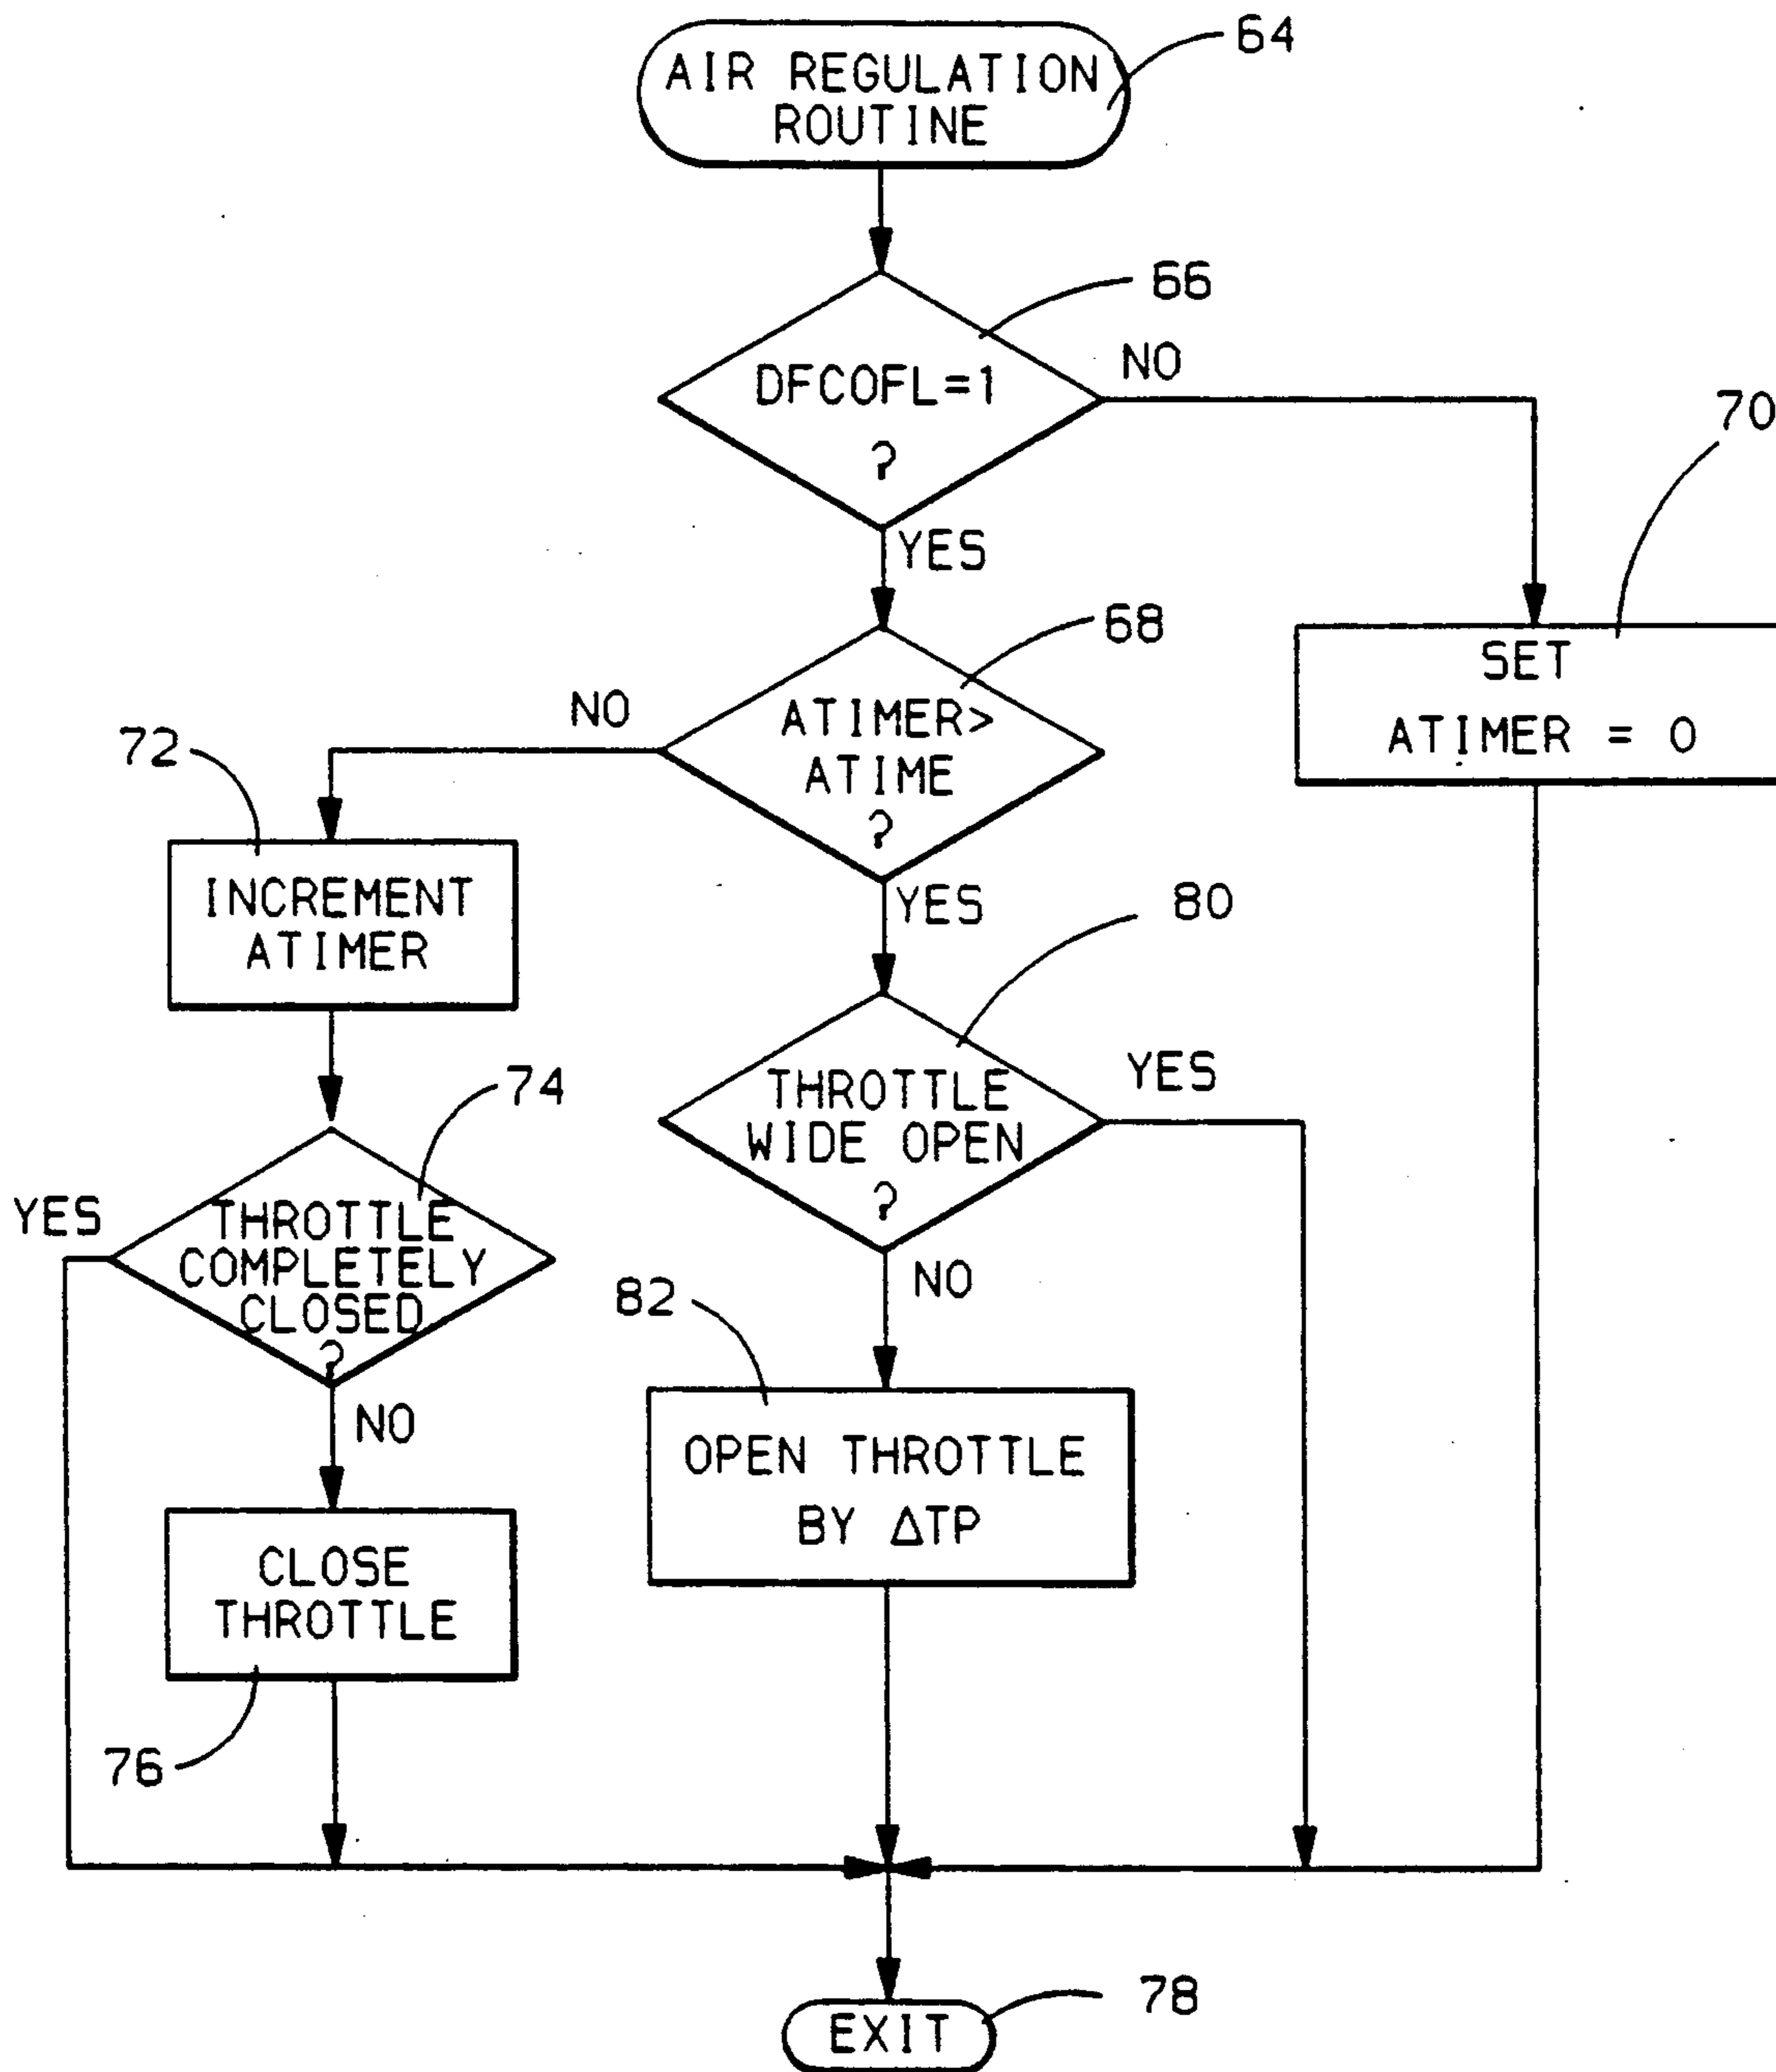 64
AIR REGULATION
ROUTINE
66
DFCOFL=1
?
NO
YES
70
SET
ATIMER = 0
68
ATIMER>
ATIME
?
NO
YES
72
INCREMENT
ATIMER
80
THROTTLE
WIDE OPEN
?
YES
NO
74
THROTTLE
COMPLETELY
CLOSED
?
YES
NO
82
OPEN THROTTLE
BY ΔTP
CLOSE
THROTTLE
76
78
EXIT